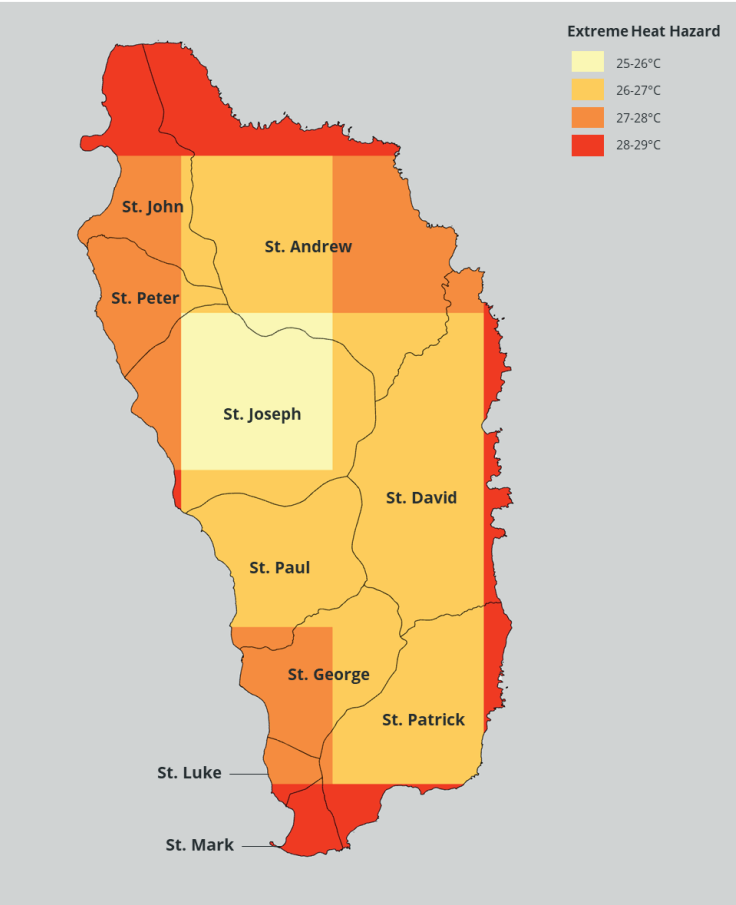 Extreme Heat Hazard
25-26°C
26-27°C
27-28°C
28-29°C
St. John
St. Andrew
St. Peter
St. Joseph
St. David
St. Paul
St. George
St. Patrick
St. Luke
St. Mark